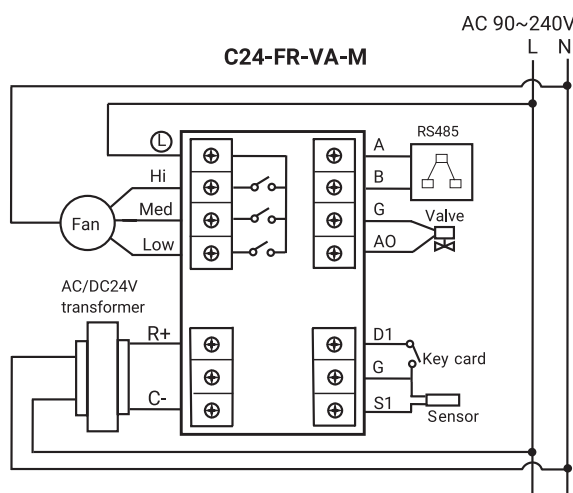 AC 90~240V
L N
C24-FR-VA-M
RS485
L
A
Hi
B
Med
G
Valve
Fan
Low
AO
AC/DC24V
transformer
R+
D1
Key card
G
C-
S1
Sensor